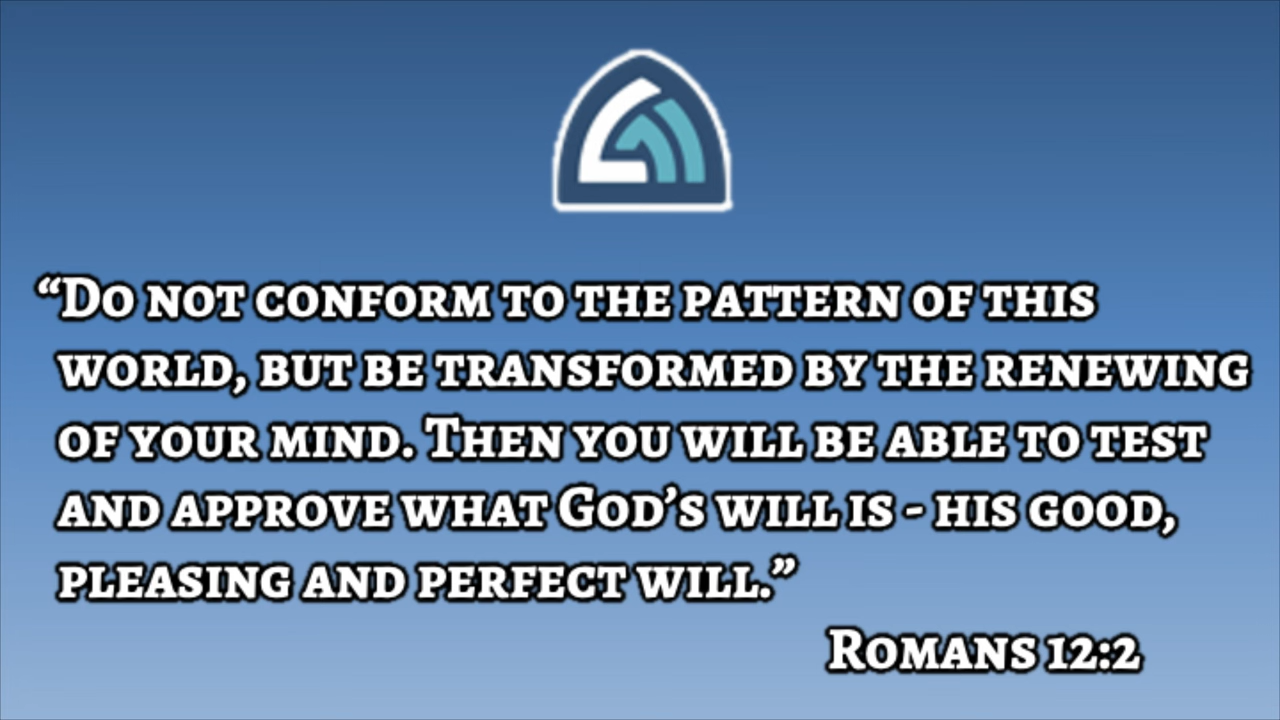 “Do not conform to the pattern of this
world, but be transformed by the renewing
of your mind. Then you will be able to test
and approve what God’s will is - his good,
pleasing and perfect will.”
Romans 12:2